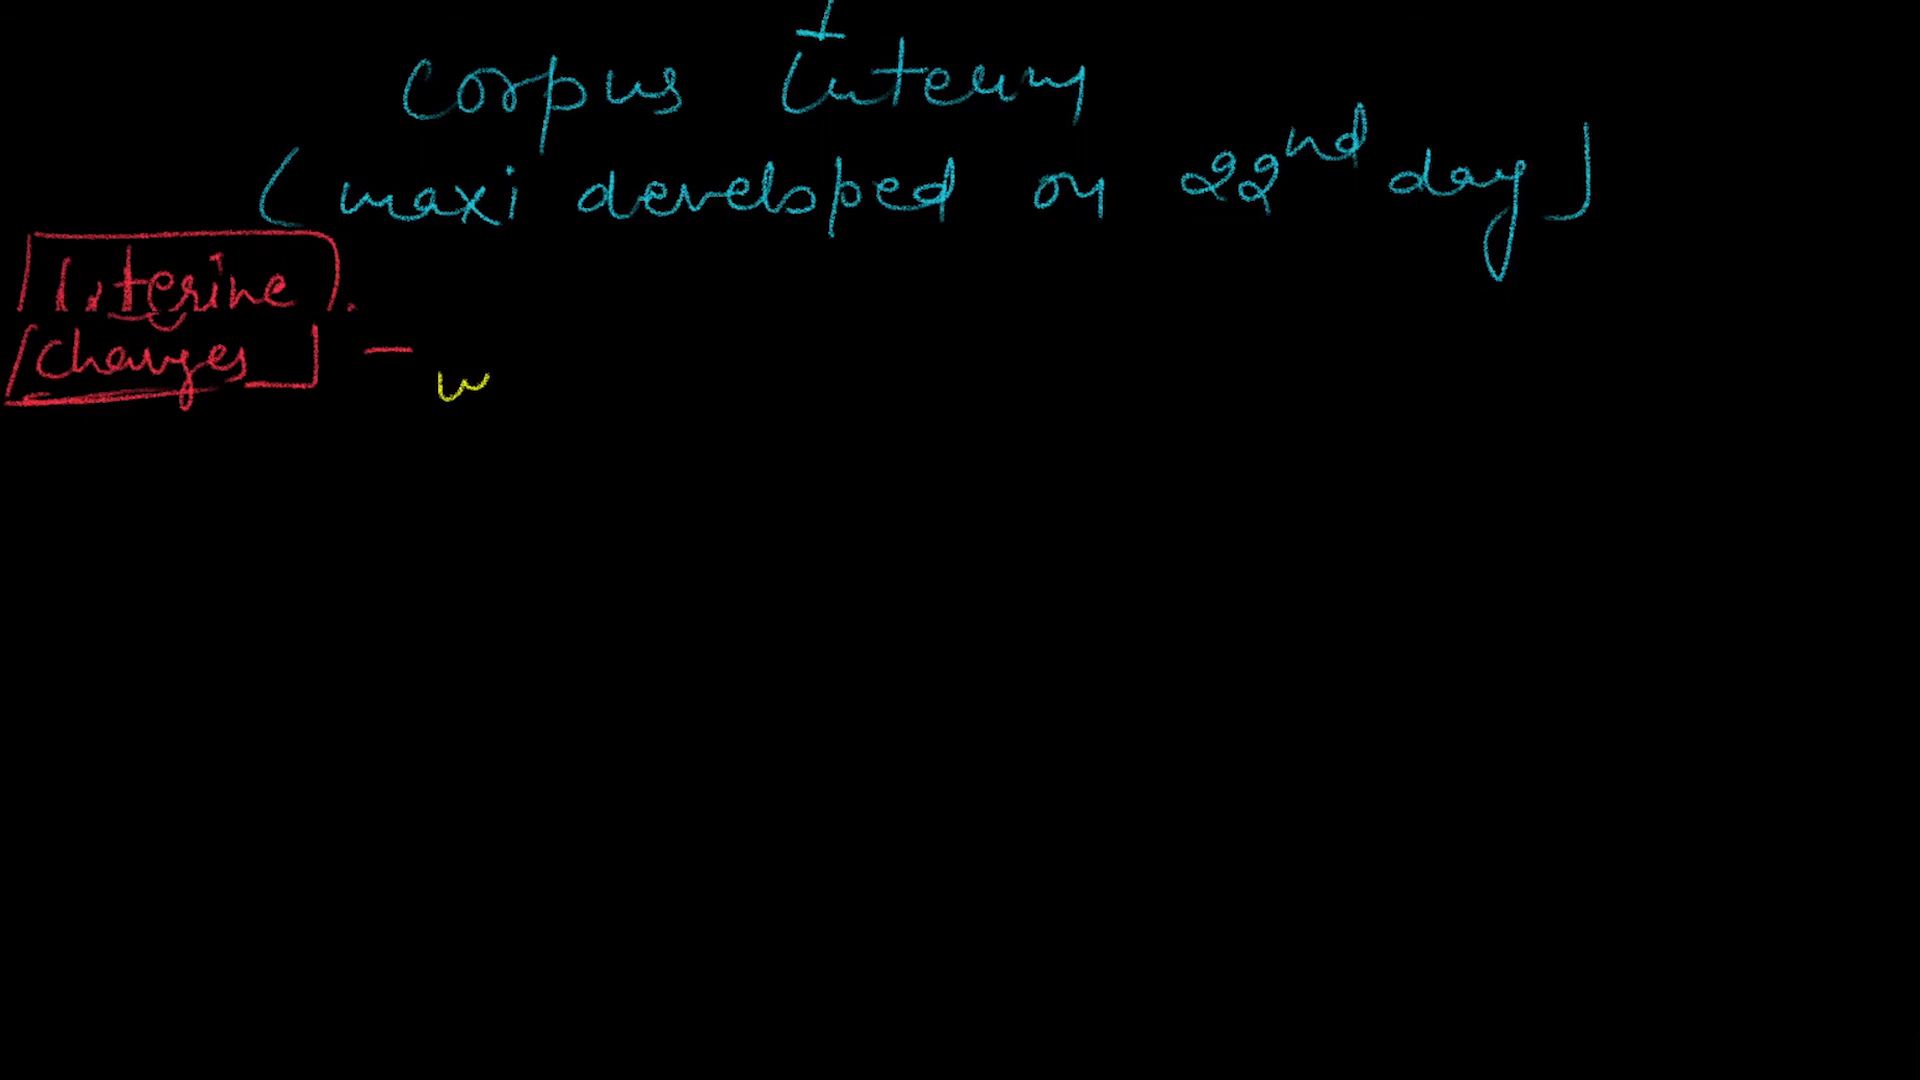 corpus luteum
(maxi developed on 22nd day)
Uterine
changes -